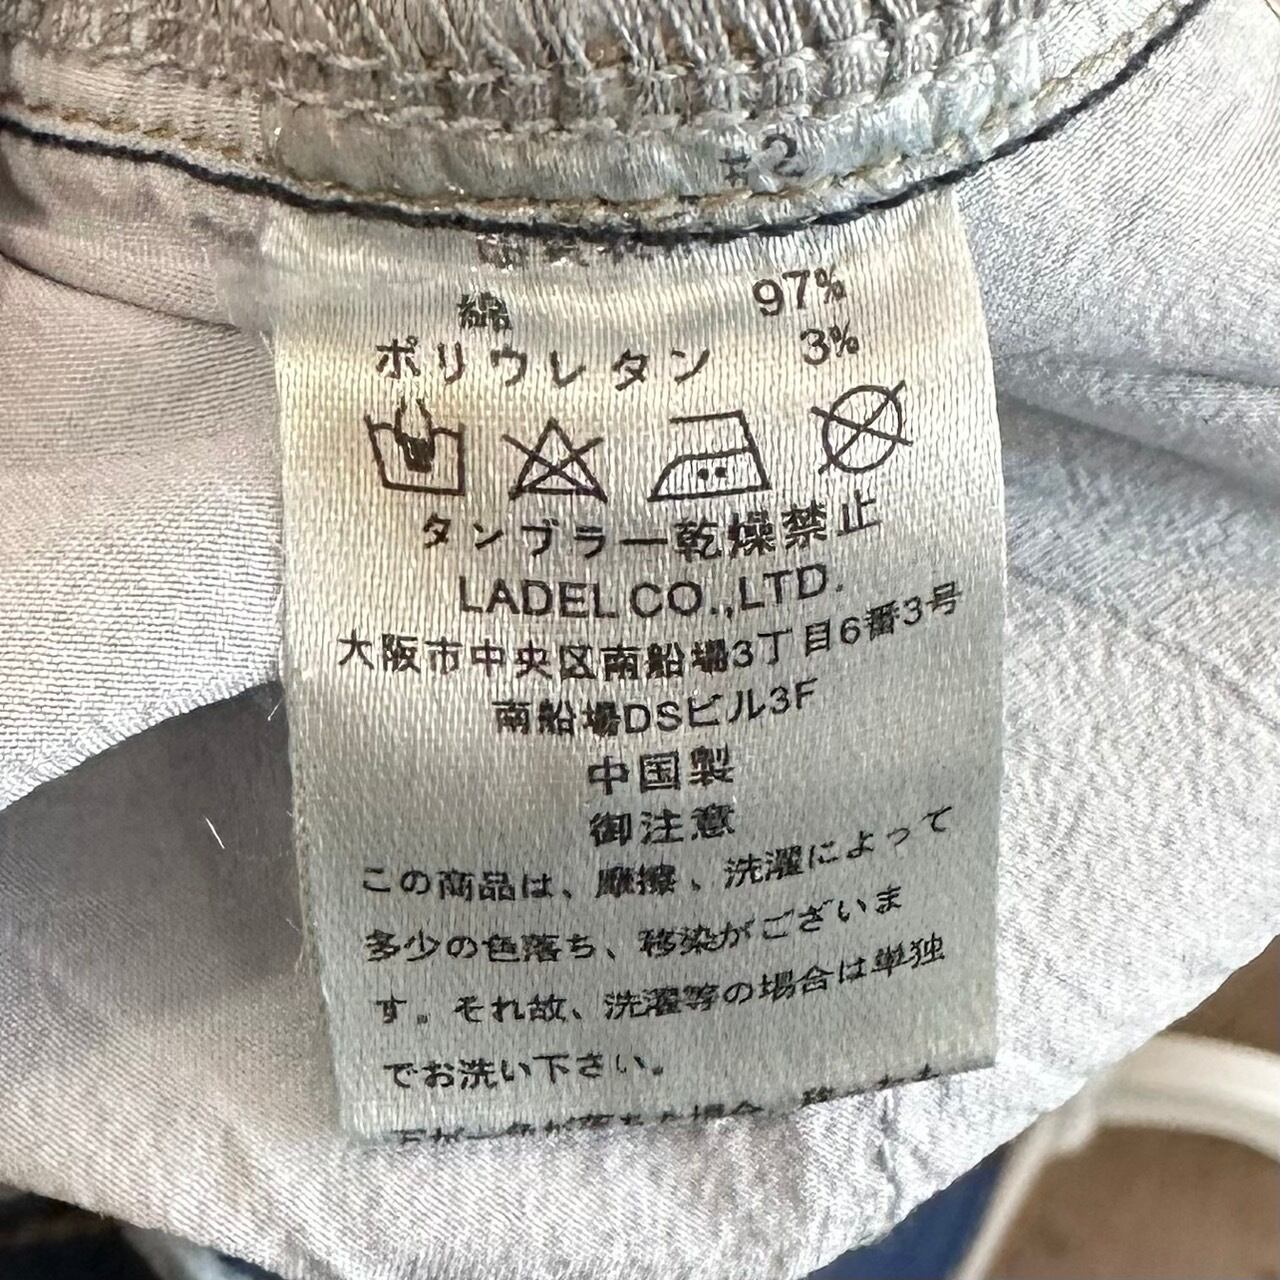 #2
綿 97%
ポリウレタン 3%
タンブラー乾燥禁止
LADEL CO.,LTD.
大阪市中央区南船場3丁目6番3号
南船場DSビル3F
中国製
御注意
この商品は、摩擦、洗濯によって
多少の色落ち、移染がございま
す。それ故、洗濯等の場合は単独
でお洗い下さい。